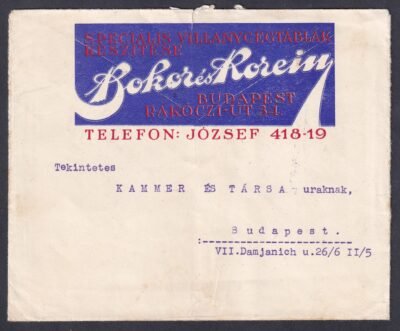 SPECIÁLIS VILLANYCÉGTÁBLÁK
KÉSZITÉSE
Bokor és Korein
BUDAPEST
RÁKÓCZI-UT 34.
TELEFON: JÓZSEF 418-19
Tekintetes
KAMMER ÉS TÁRSA uraknak,
Budapest.
VII.Damjanich u.26/6 II/5